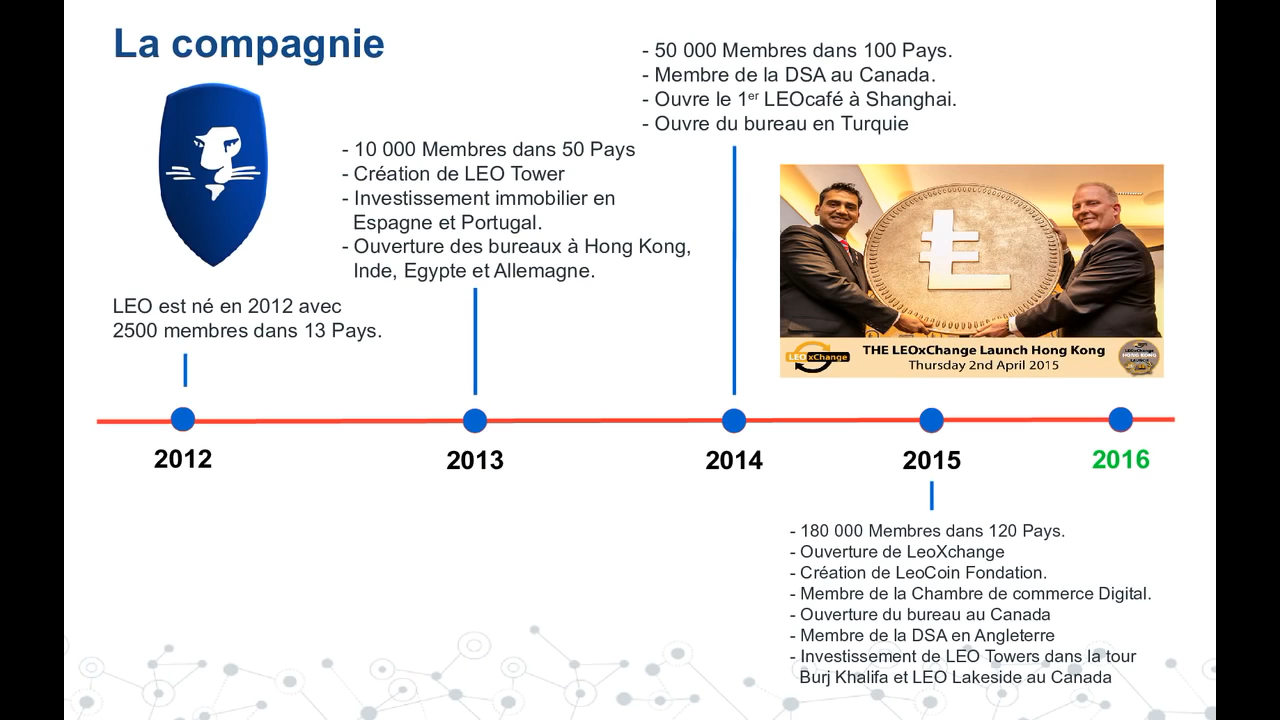 La compagnie
- 50 000 Membres dans 100 Pays.
- Membre de la DSA au Canada.
- Ouvre le 1er LEOcafé à Shanghai.
- Ouvre du bureau en Turquie
- 10 000 Membres dans 50 Pays
- Création de LEO Tower
- Investissement immobilier en
Espagne et Portugal.
- Ouverture des bureaux à Hong Kong,
Inde, Egypte et Allemagne.
LEO est né en 2012 avec
2500 membres dans 13 Pays.
LEOxChange
THE LEOxChange Launch Hong Kong
Thursday 2nd April 2015
HONG KONG
2012
2013
2014
2015
2016
- 180 000 Membres dans 120 Pays.
- Ouverture de LeoXchange
- Création de LeoCoin Fondation.
- Membre de la Chambre de commerce Digital.
- Ouverture du bureau au Canada
- Membre de la DSA en Angleterre
- Investissement de LEO Towers dans la tour
Burj Khalifa et LEO Lakeside au Canada